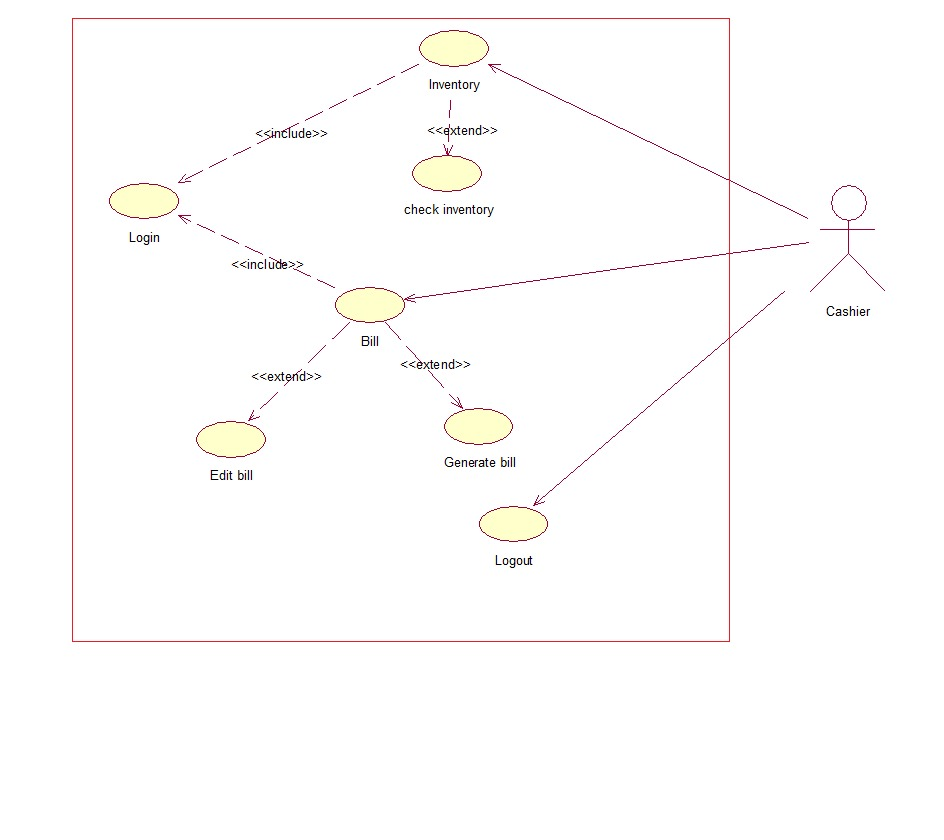 Inventory
<<include>>
<<extend>>
check inventory
Login
<<include>>
Cashier
Bill
<<extend>>
<<extend>>
Generate bill
Edit bill
Logout